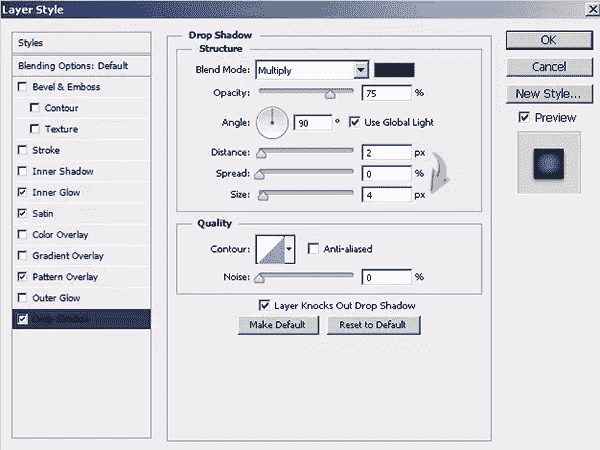 Layer Style
Styles
Blending Options: Default
Bevel & Emboss
Contour
Texture
Stroke
Inner Shadow
Inner Glow
Satin
Color Overlay
Gradient Overlay
Pattern Overlay
Outer Glow
Drop Shadow
Drop Shadow
Structure
Blend Mode: Multiply
Opacity: 75 %
Angle: 90 ° Use Global Light
Distance: 2 px
Spread: 0 %
Size: 4 px
Quality
Contour: Anti-aliased
Noise: 0 %
Layer Knocks Out Drop Shadow
Make Default Reset to Default
OK
Cancel
New Style...
Preview